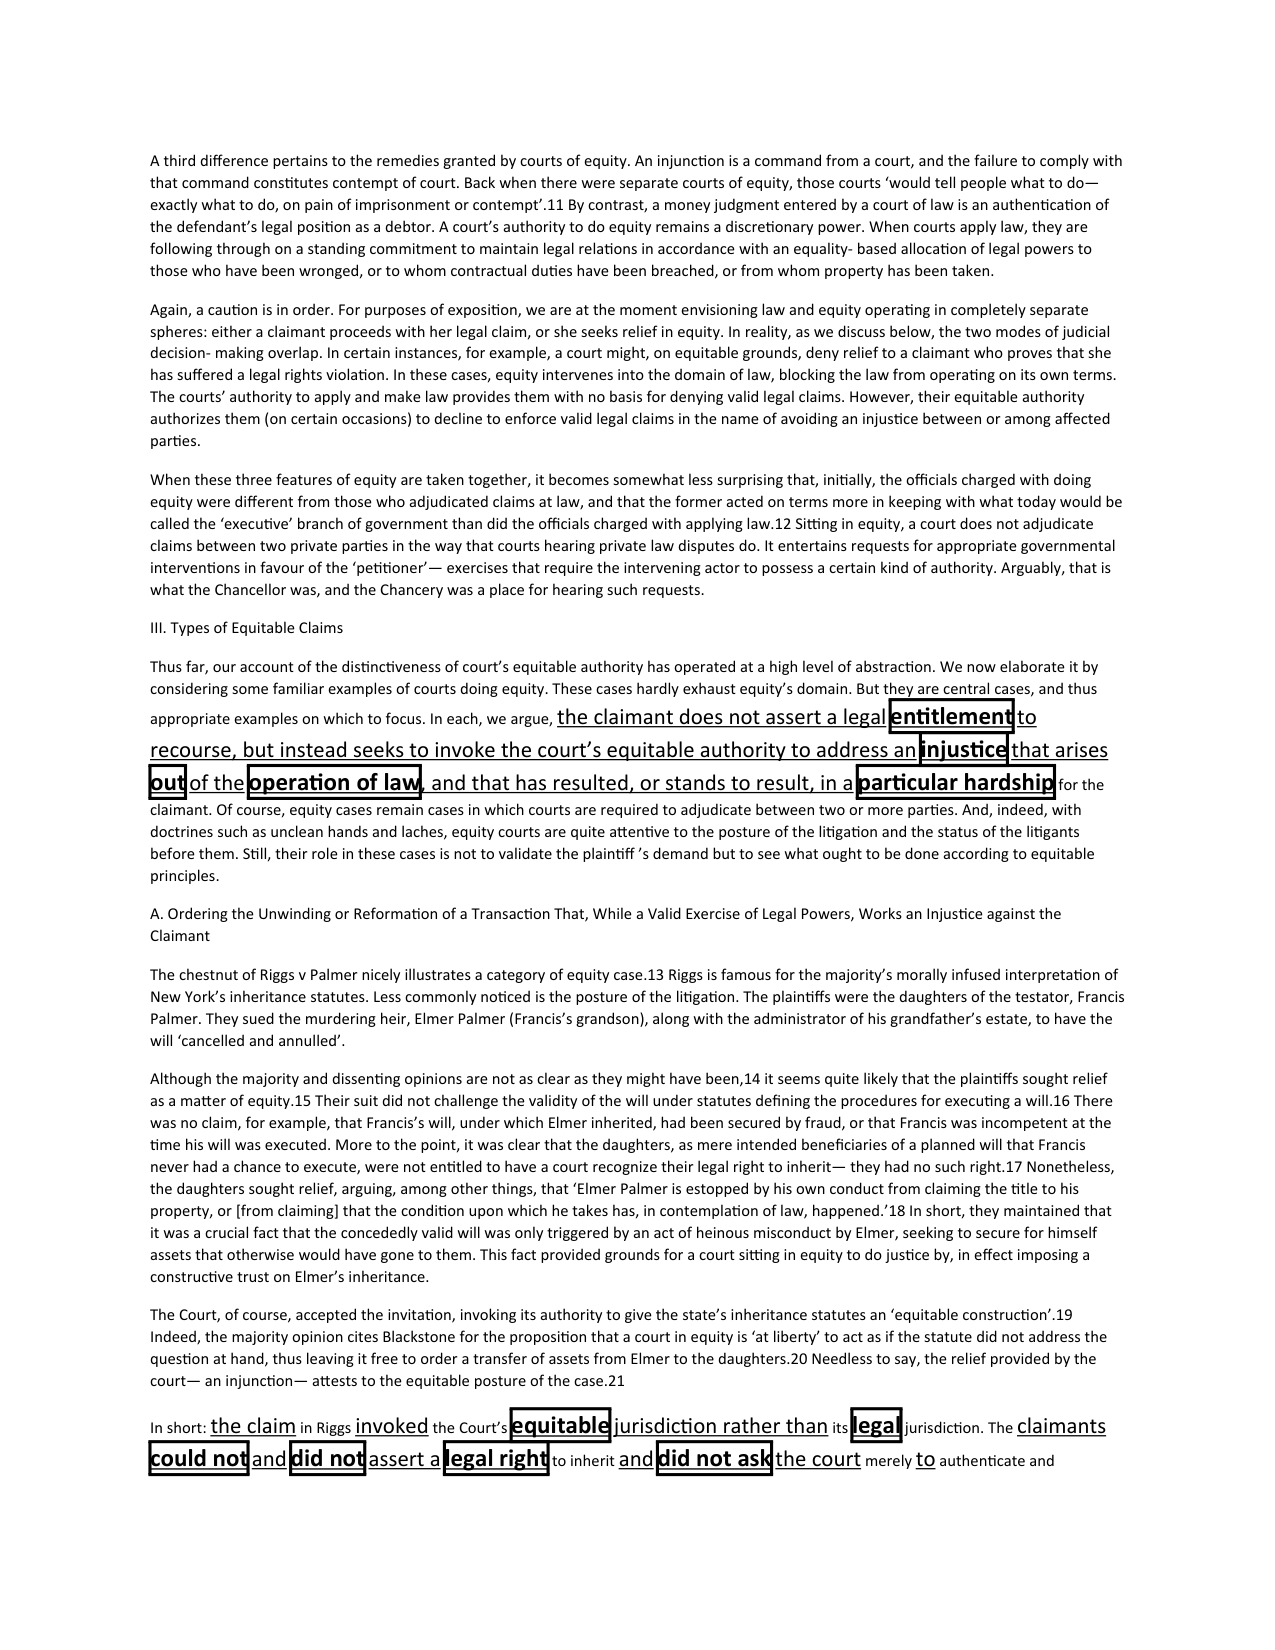 A third difference pertains to the remedies granted by courts of equity. An injunction is a command from a court, and the failure to comply with
that command constitutes contempt of court. Back when there were separate courts of equity, those courts ‘would tell people what to do—
exactly what to do, on pain of imprisonment or contempt’.11 By contrast, a money judgment entered by a court of law is an authentication of
the defendant’s legal position as a debtor. A court’s authority to do equity remains a discretionary power. When courts apply law, they are
following through on a standing commitment to maintain legal relations in accordance with an equality- based allocation of legal powers to
those who have been wronged, or to whom contractual duties have been breached, or from whom property has been taken.
Again, a caution is in order. For purposes of exposition, we are at the moment envisioning law and equity operating in completely separate
spheres: either a claimant proceeds with her legal claim, or she seeks relief in equity. In reality, as we discuss below, the two modes of judicial
decision- making overlap. In certain instances, for example, a court might, on equitable grounds, deny relief to a claimant who proves that she
has suffered a legal rights violation. In these cases, equity intervenes into the domain of law, blocking the law from operating on its own terms.
The courts’ authority to apply and make law provides them with no basis for denying valid legal claims. However, their equitable authority
authorizes them (on certain occasions) to decline to enforce valid legal claims in the name of avoiding an injustice between or among affected
parties.
When these three features of equity are taken together, it becomes somewhat less surprising that, initially, the officials charged with doing
equity were different from those who adjudicated claims at law, and that the former acted on terms more in keeping with what today would be
called the ‘executive’ branch of government than did the officials charged with applying law.12 Sitting in equity, a court does not adjudicate
claims between two private parties in the way that courts hearing private law disputes do. It entertains requests for appropriate governmental
interventions in favour of the ‘petitioner’— exercises that require the intervening actor to possess a certain kind of authority. Arguably, that is
what the Chancellor was, and the Chancery was a place for hearing such requests.
III. Types of Equitable Claims
Thus far, our account of the distinctiveness of court’s equitable authority has operated at a high level of abstraction. We now elaborate it by
considering some familiar examples of courts doing equity. These cases hardly exhaust equity’s domain. But they are central cases, and thus
appropriate examples on which to focus. In each, we argue, the claimant does not assert a legal entitlement to
recourse, but instead seeks to invoke the court’s equitable authority to address an injustice that arises
out of the operation of law, and that has resulted, or stands to result, in a particular hardship for the
claimant. Of course, equity cases remain cases in which courts are required to adjudicate between two or more parties. And, indeed, with
doctrines such as unclean hands and laches, equity courts are quite attentive to the posture of the litigation and the status of the litigants
before them. Still, their role in these cases is not to validate the plaintiff ’s demand but to see what ought to be done according to equitable
principles.
A. Ordering the Unwinding or Reformation of a Transaction That, While a Valid Exercise of Legal Powers, Works an Injustice against the
Claimant
The chestnut of Riggs v Palmer nicely illustrates a category of equity case.13 Riggs is famous for the majority’s morally infused interpretation of
New York’s inheritance statutes. Less commonly noticed is the posture of the litigation. The plaintiffs were the daughters of the testator, Francis
Palmer. They sued the murdering heir, Elmer Palmer (Francis’s grandson), along with the administrator of his grandfather’s estate, to have the
will ‘cancelled and annulled’.
Although the majority and dissenting opinions are not as clear as they might have been,14 it seems quite likely that the plaintiffs sought relief
as a matter of equity.15 Their suit did not challenge the validity of the will under statutes defining the procedures for executing a will.16 There
was no claim, for example, that Francis’s will, under which Elmer inherited, had been secured by fraud, or that Francis was incompetent at the
time his will was executed. More to the point, it was clear that the daughters, as mere intended beneficiaries of a planned will that Francis
never had a chance to execute, were not entitled to have a court recognize their legal right to inherit— they had no such right.17 Nonetheless,
the daughters sought relief, arguing, among other things, that ‘Elmer Palmer is estopped by his own conduct from claiming the title to his
property, or [from claiming] that the condition upon which he takes has, in contemplation of law, happened.’18 In short, they maintained that
it was a crucial fact that the concededly valid will was only triggered by an act of heinous misconduct by Elmer, seeking to secure for himself
assets that otherwise would have gone to them. This fact provided grounds for a court sitting in equity to do justice by, in effect imposing a
constructive trust on Elmer’s inheritance.
The Court, of course, accepted the invitation, invoking its authority to give the state’s inheritance statutes an ‘equitable construction’.19
Indeed, the majority opinion cites Blackstone for the proposition that a court in equity is ‘at liberty’ to act as if the statute did not address the
question at hand, thus leaving it free to order a transfer of assets from Elmer to the daughters.20 Needless to say, the relief provided by the
court— an injunction— attests to the equitable posture of the case.21
In short: the claim in Riggs invoked the Court’s equitable jurisdiction rather than its legal jurisdiction. The claimants
could not and did not assert a legal right to inherit and did not ask the court merely to authenticate and